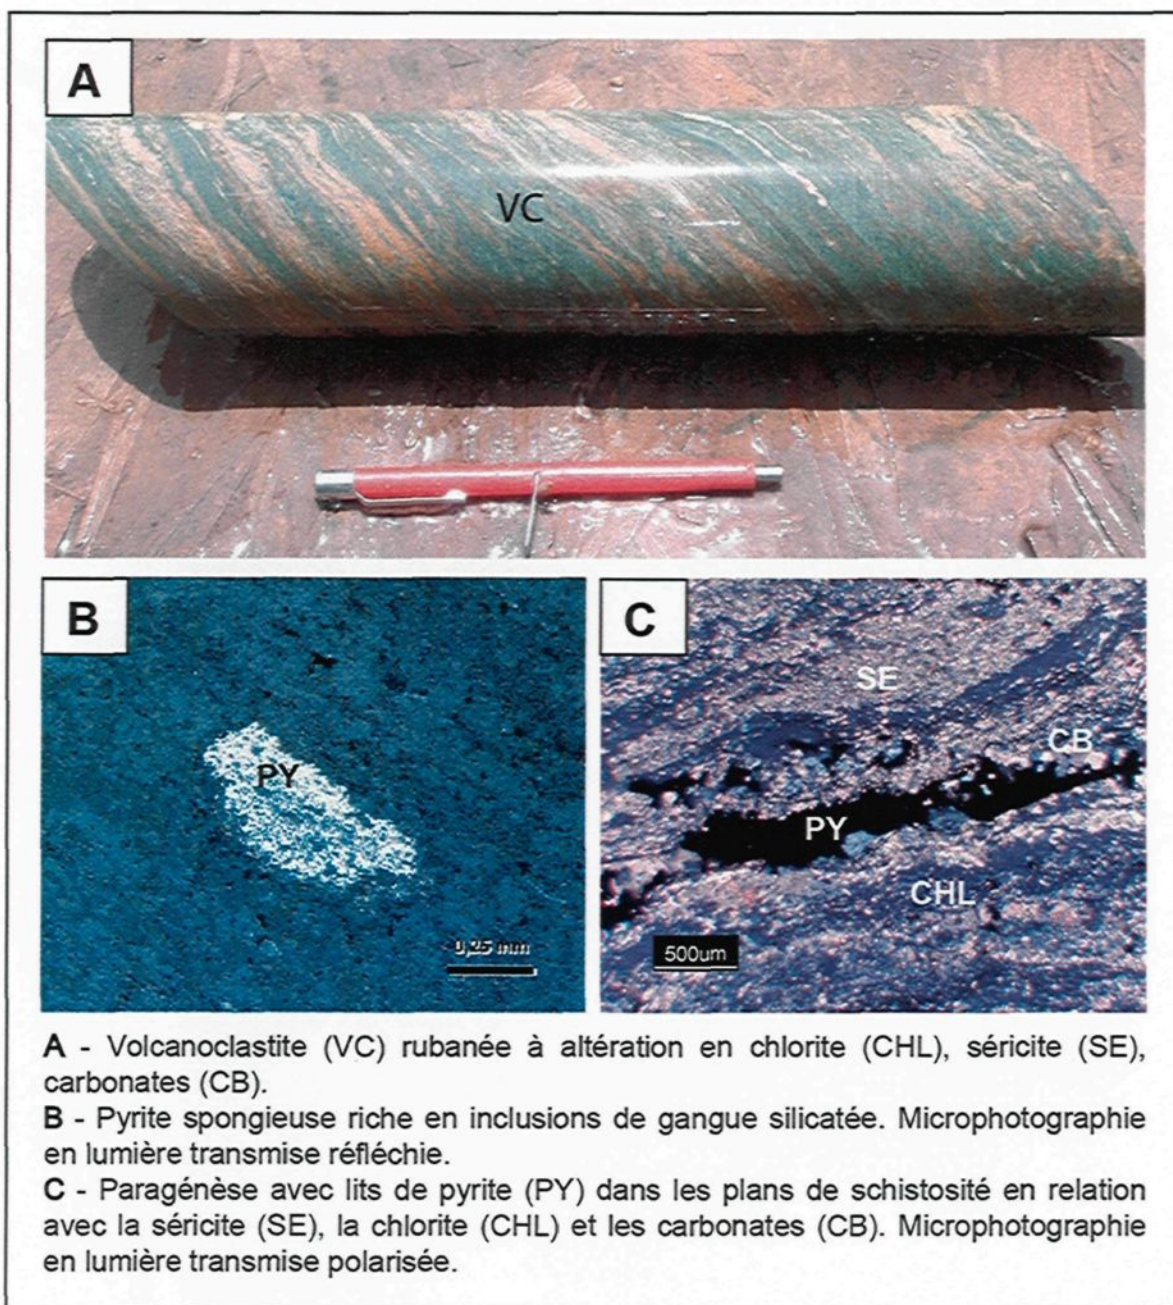 A
VC
B
PY
0,25 mm
C
SE
CB
PY
CHL
500um
A - Volcanoclastite (VC) rubanée à altération en chlorite (CHL), séricite (SE),
carbonates (CB).
B - Pyrite spongieuse riche en inclusions de gangue silicatée. Microphotographie
en lumière transmise réfléchie.
C - Paragénèse avec lits de pyrite (PY) dans les plans de schistosité en relation
avec la séricite (SE), la chlorite (CHL) et les carbonates (CB). Microphotographie
en lumière transmise polarisée.